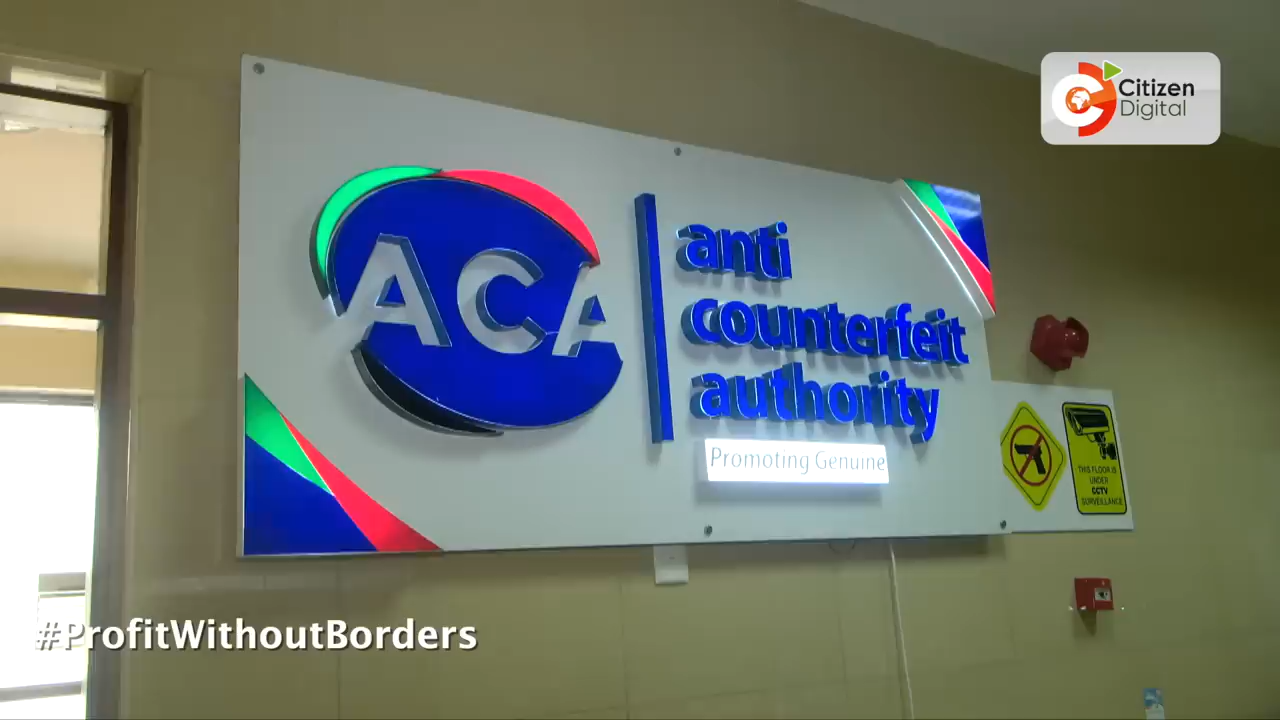 Citizen
Digital
ACA
anti
counterfeit
authority
Promoting Genuine
THIS FLOOR IS
UNDER
CCTV
SURVEILLANCE
#ProfitWithoutBorders